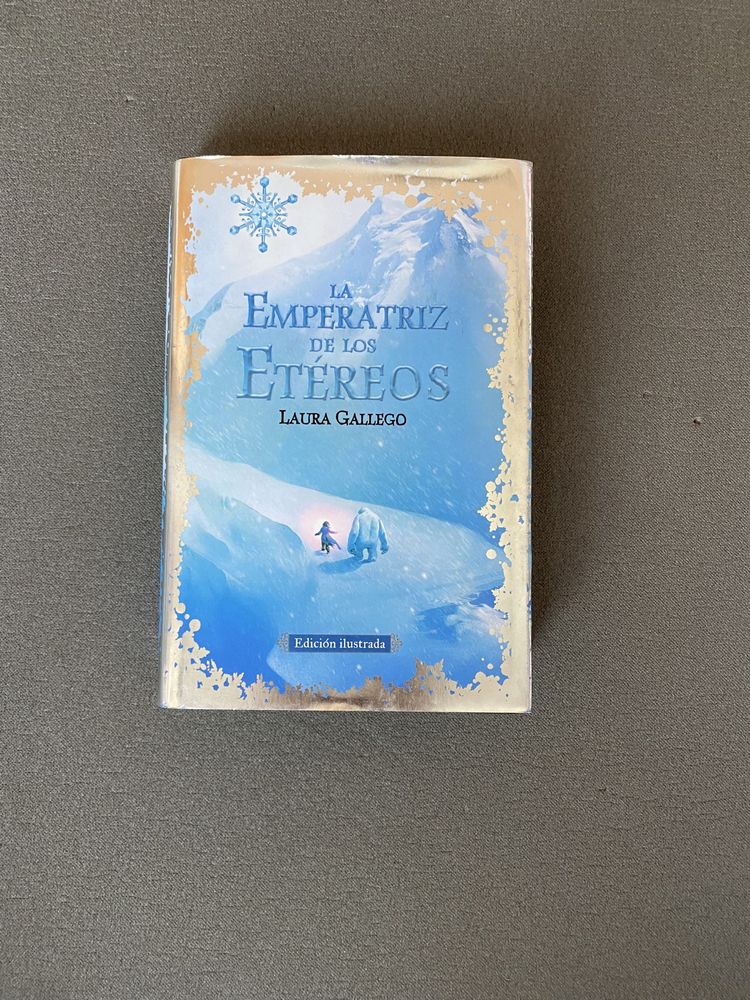 LA
EMPERATRIZ
DE LOS
ETÉREOS
LAURA GALLEGO
Edición ilustrada